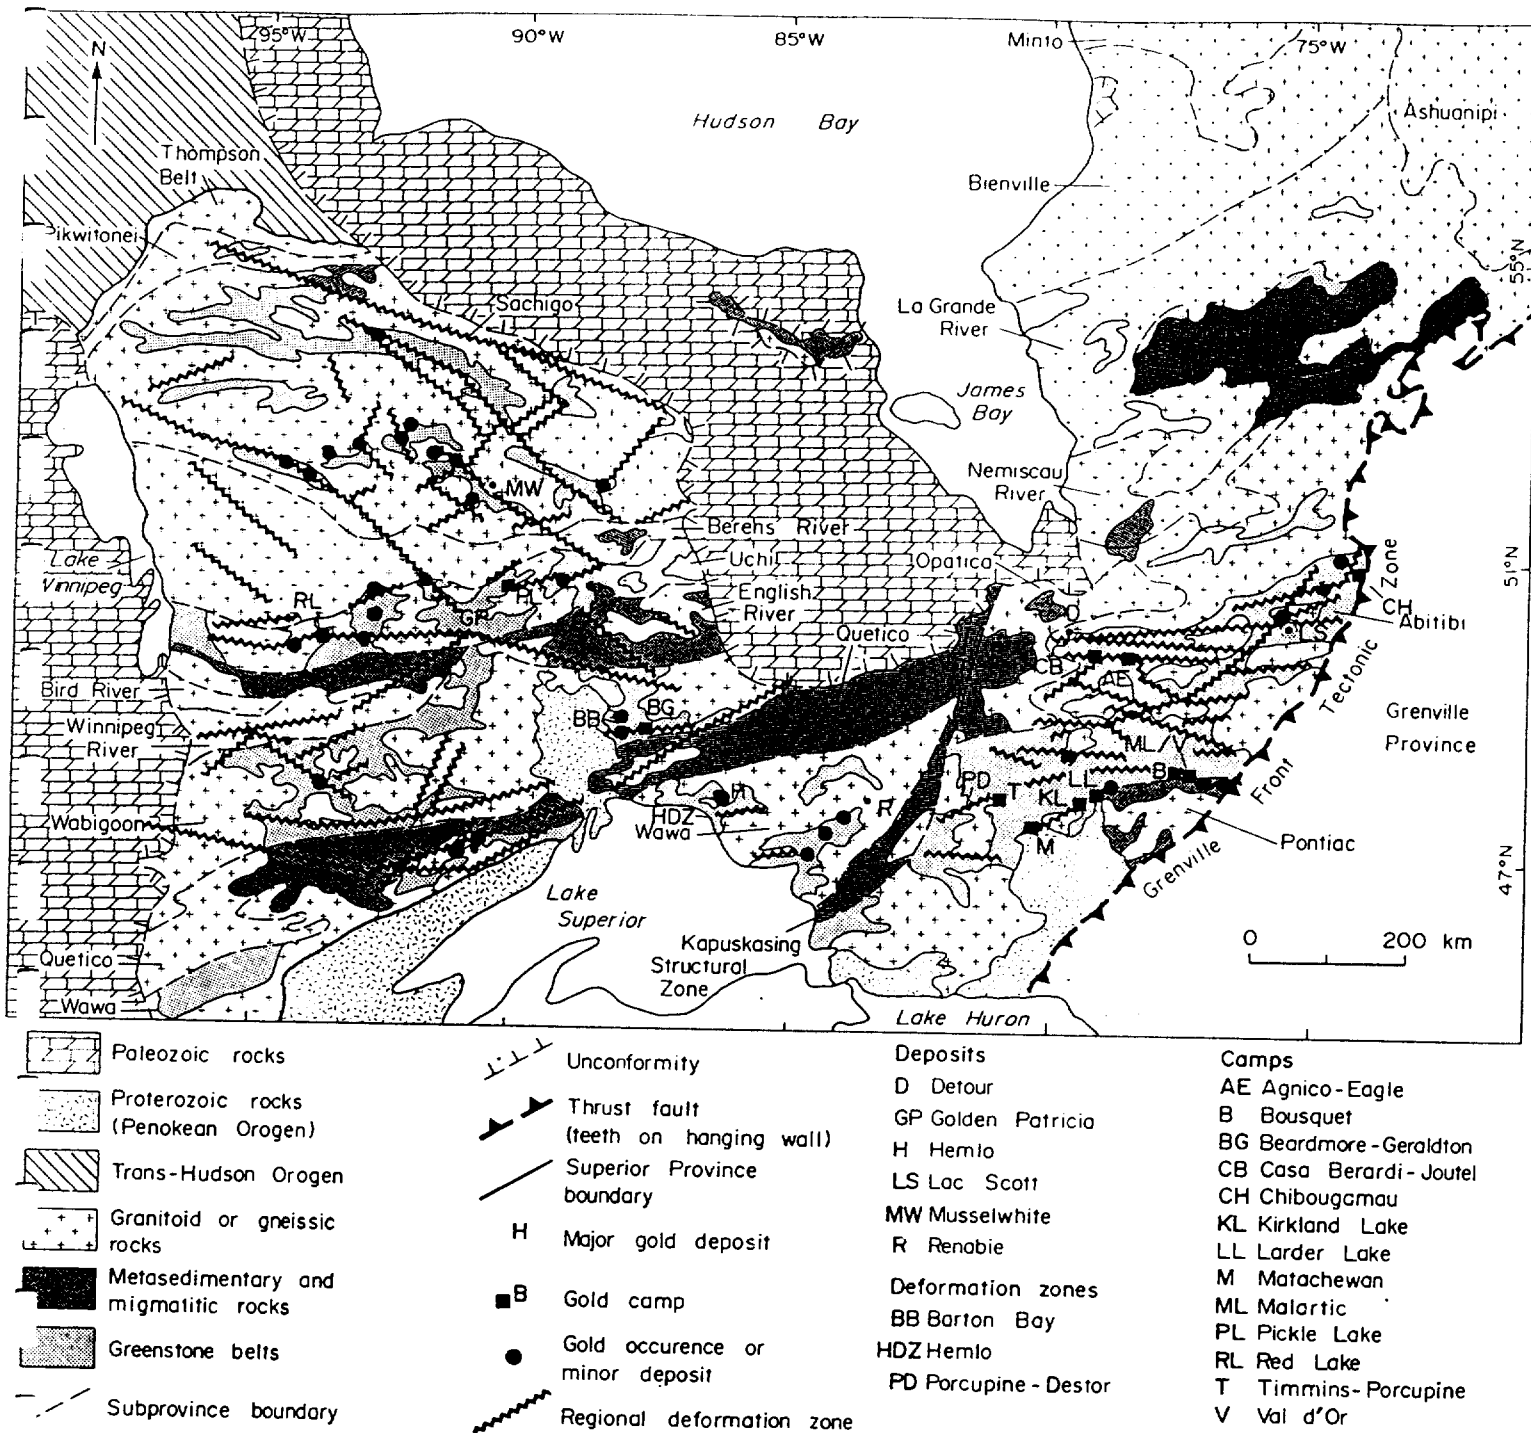 95°W
90°W
85°W
75°W
N
Minto
Ashuanipi
Hudson Bay
Thompson
Belt
Bienville
Pikwitonei
55°N
Sachigo
La Grande
River
James
Bay
Nemiscau
River
MW
Berens River
Lake
Winnipeg
Uchi
Opatica
51°N
English
River
RL
GP
Quetico
D
CH
Abitibi
LS
Zone
Tectonic
Front
Grenville
CB
AE
Bird River
Winnipeg
River
BB
BG
Grenville
Province
ML/V
B
PD
T
LL
KL
H
HDZ
R
Wabigoon
Wawa
M
Pontiac
47°N
Lake
Superior
Kapuskasing
Structural
Zone
0 200 km
Quetico
Wawa
Lake Huron
Paleozoic rocks
Proterozoic rocks
(Penokean Orogen)
Trans-Hudson Orogen
Granitoid or gneissic
rocks
Metasedimentary and
migmatitic rocks
Greenstone belts
Subprovince boundary
Unconformity
Thrust fault
(teeth on hanging wall)
Superior Province
boundary
H Major gold deposit
B Gold camp
Gold occurence or
minor deposit
Regional deformation zone
Deposits
D Detour
GP Golden Patricia
H Hemlo
LS Lac Scott
MW Musselwhite
R Renabie
Deformation zones
BB Barton Bay
HDZ Hemlo
PD Porcupine-Destor
Camps
AE Agnico-Eagle
B Bousquet
BG Beardmore-Geraldton
CB Casa Berardi-Joutel
CH Chibougamau
KL Kirkland Lake
LL Larder Lake
M Matachewan
ML Malartic
PL Pickle Lake
RL Red Lake
T Timmins-Porcupine
V Val d'Or